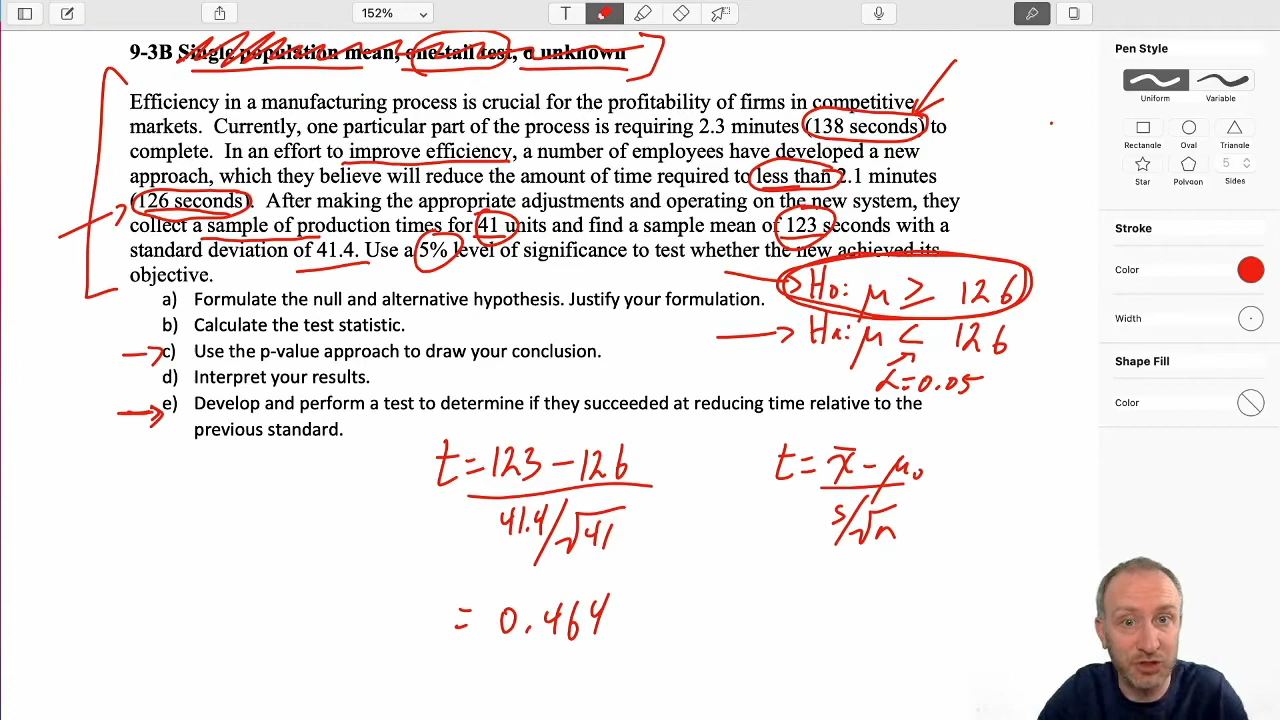 152%
T
9-3B Single population mean, one-tail test, σ unknown
Efficiency in a manufacturing process is crucial for the profitability of firms in competitive
markets. Currently, one particular part of the process is requiring 2.3 minutes (138 seconds) to
complete. In an effort to improve efficiency, a number of employees have developed a new
approach, which they believe will reduce the amount of time required to less than 2.1 minutes
(126 seconds). After making the appropriate adjustments and operating on the new system, they
collect a sample of production times for 41 units and find a sample mean of 123 seconds with a
standard deviation of 41.4. Use a 5% level of significance to test whether the new achieved its
objective.
H0: μ ≥ 126
a) Formulate the null and alternative hypothesis. Justify your formulation.
b) Calculate the test statistic.
Ha: μ < 126
c) Use the p-value approach to draw your conclusion.
d) Interpret your results.
α=0.05
e) Develop and perform a test to determine if they succeeded at reducing time relative to the
previous standard.
t = 123 - 126
41.4/√41
= 0.464
t = x̄ - μ0
s/√n
Pen Style
Uniform
Variable
Rectangle
Oval
Triangle
5
Star
Polygon
Sides
Stroke
Color
Width
Shape Fill
Color